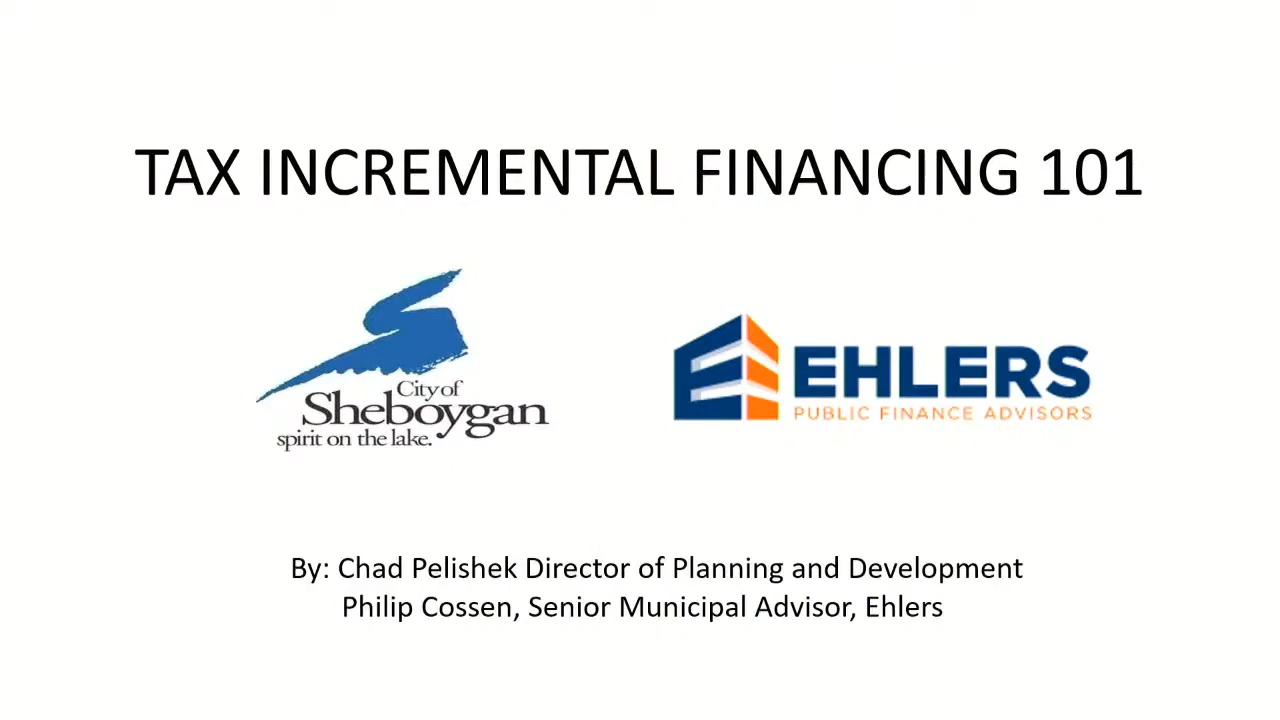 TAX INCREMENTAL FINANCING 101
City of
Sheboygan
spirit on the lake.
EHLERS
PUBLIC FINANCE ADVISORS
By: Chad Pelishek Director of Planning and Development
Philip Cossen, Senior Municipal Advisor, Ehlers